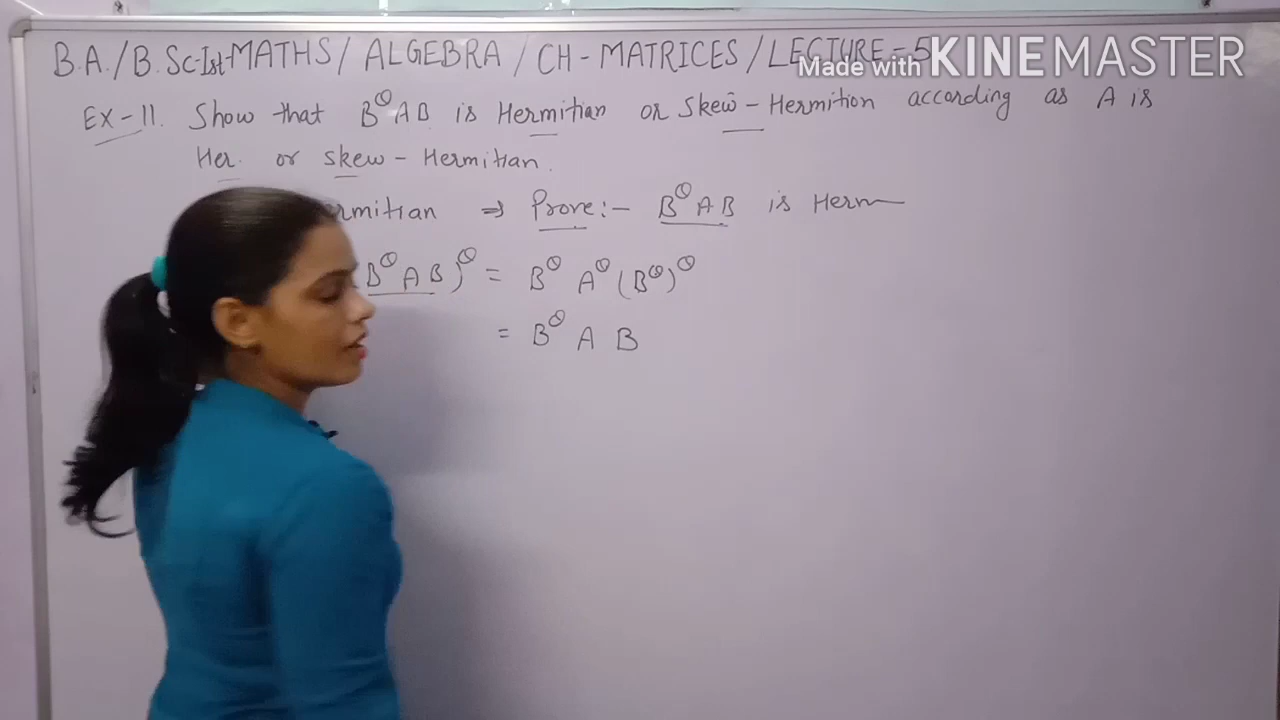 B.A./B.Sc-Ist-MATHS/ALGEBRA/CH-MATRICES/LECTURE-5
Made with KINEMASTER
Ex-11. Show that B^θ AB is Hermitian or Skew-Hermition according as A is
Her. or skew-Hermitian.
⇒ Prove:- B^θ AB is Herm
B^θ AB)^θ = B^θ A^θ (B^θ)^θ
= B^θ A B